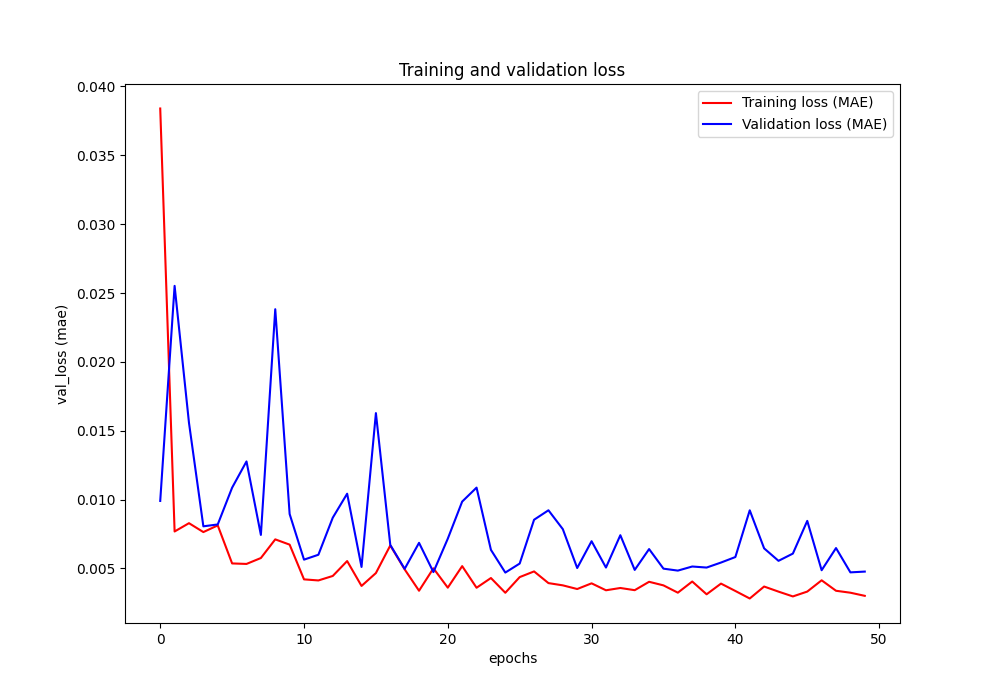 Training and validation loss
Training loss (MAE)
Validation loss (MAE)
val_loss (mae)
0.040
0.035
0.030
0.025
0.020
0.015
0.010
0.005
0 10 20 30 40 50
epochs